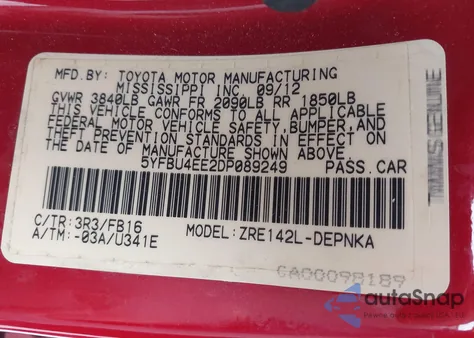 MFD.BY: TOYOTA MOTOR MANUFACTURING
MISSISSIPPI INC. 09/12
GVWR 3840LB GAWR FR 2090LB RR 1850LB
THIS VEHICLE CONFORMS TO ALL APPLICABLE
FEDERAL MOTOR VEHICLE SAFETY,BUMPER,AND
THEFT PREVENTION STANDARDS IN EFFECT ON
THE DATE OF MANUFACTURE SHOWN ABOVE.
5YFBU4EE2DP089249 PASS.CAR
C/TR:3R3/FB16
A/TM:-03A/U341E MODEL:ZRE142L-DEPNKA
GA00098189
autoSnap